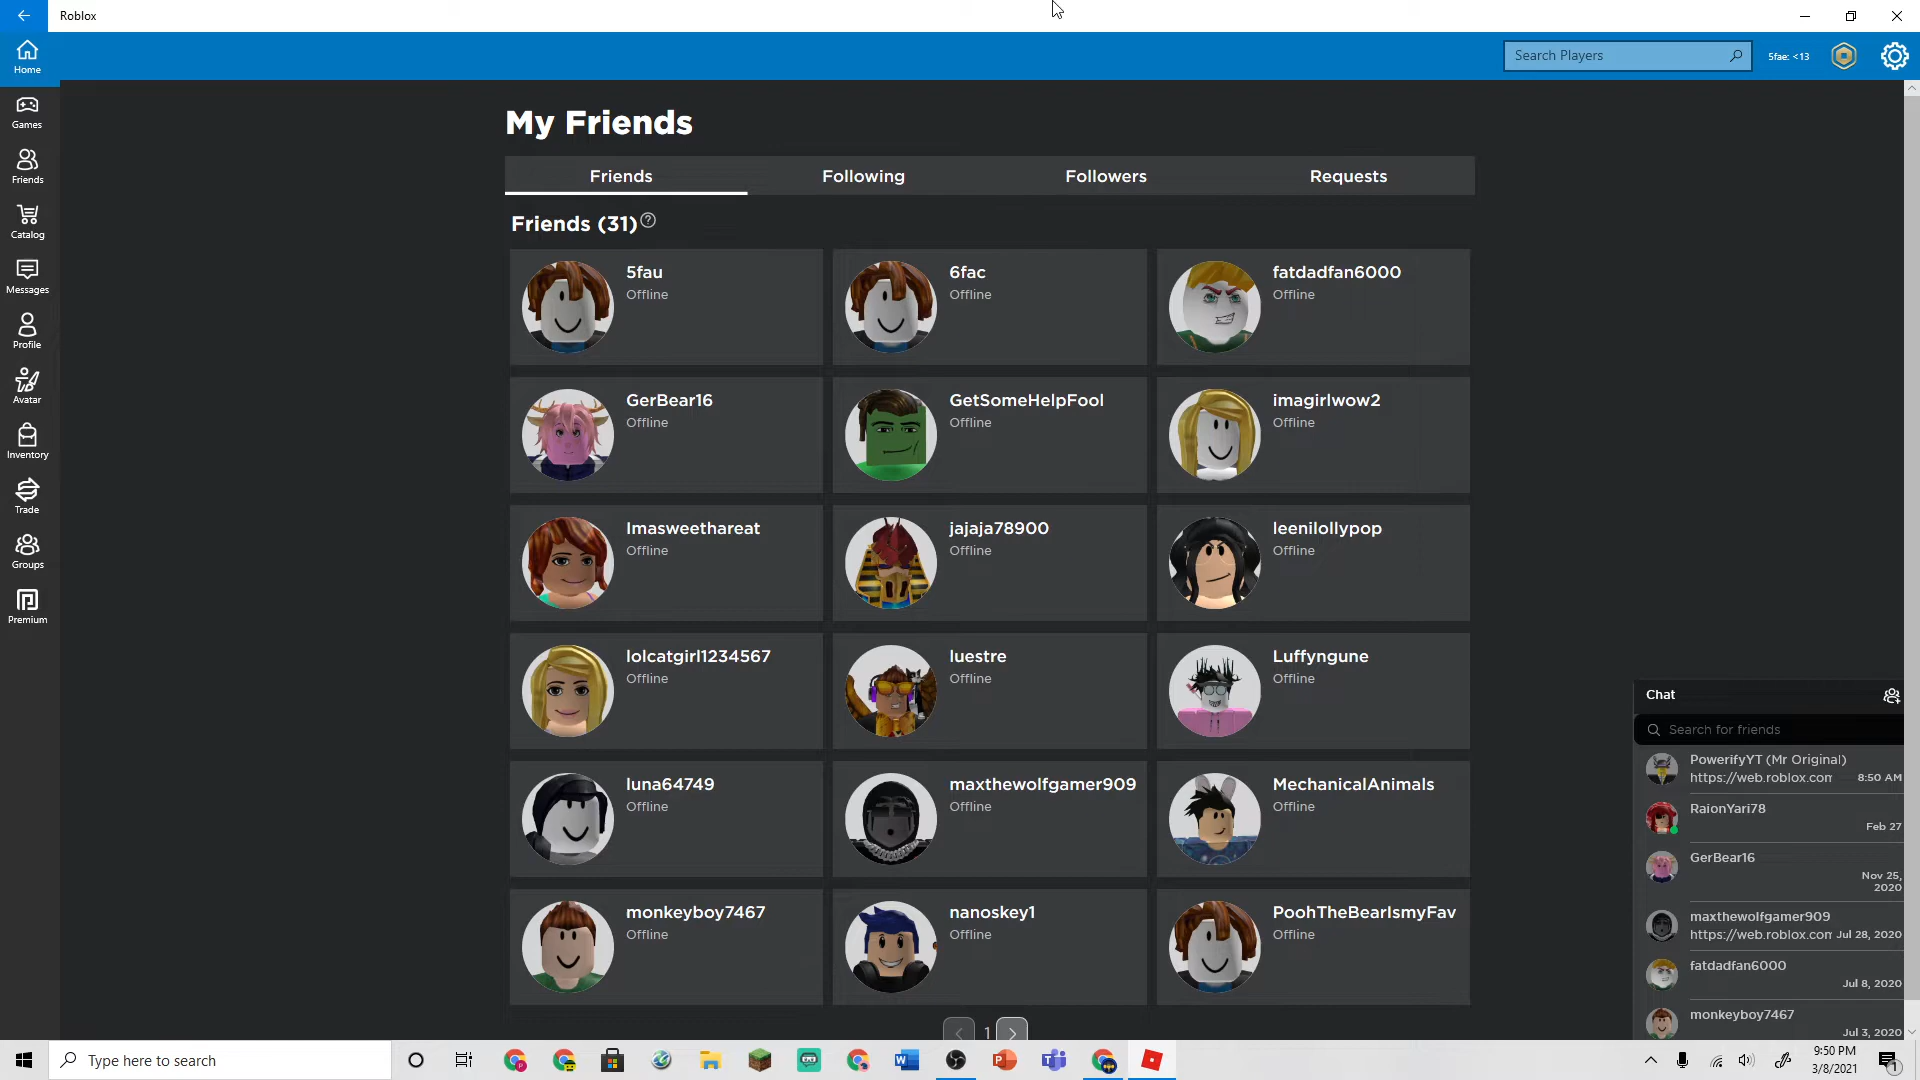 Roblox
Home
Search Players
5fae: <13
Games
Friends
Catalog
Messages
Profile
Avatar
Inventory
Trade
Groups
Premium
My Friends
Friends Following Followers Requests
Friends (31)
5fau
Offline
6fac
Offline
fatdadfan6000
Offline
GerBear16
Offline
GetSomeHelpFool
Offline
imagirlwow2
Offline
Imasweethareat
Offline
jajaja78900
Offline
leenilollypop
Offline
lolcatgirl1234567
Offline
luestre
Offline
Luffyngune
Offline
luna64749
Offline
maxthewolfgamer909
Offline
MechanicalAnimals
Offline
monkeyboy7467
Offline
nanoskey1
Offline
PoohTheBearIsmyFav
Offline
1
Chat
Search for friends
PowerifyYT (Mr Original)
https://web.roblox.com 8:50 AM
RaionYari78
Feb 27
GerBear16
Nov 25,
2020
maxthewolfgamer909
https://web.roblox.com Jul 28, 2020
fatdadfan6000
Jul 8, 2020
monkeyboy7467
Jul 3, 2020
Type here to search
9:50 PM
3/8/2021
1